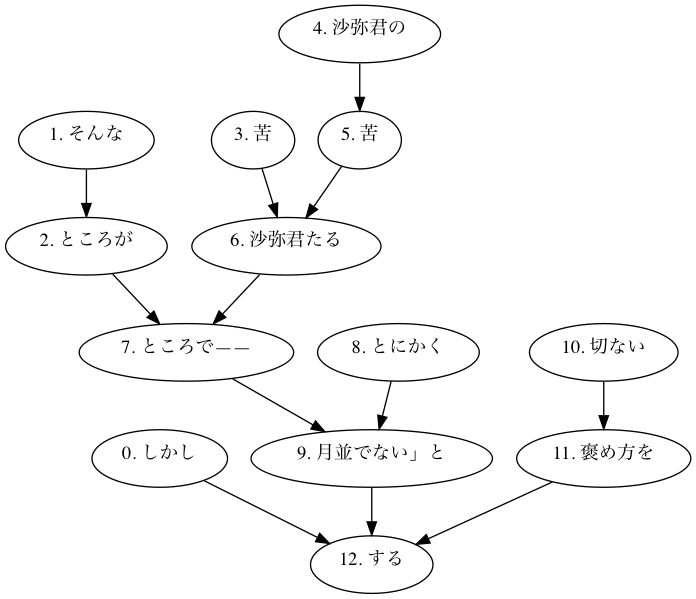 4. 沙弥君の
1. そんな
3. 苦
5. 苦
2. ところが
6. 沙弥君たる
7. ところで――
8. とにかく
10. 切ない
0. しかし
9. 月並でない」と
11. 褒め方を
12. する